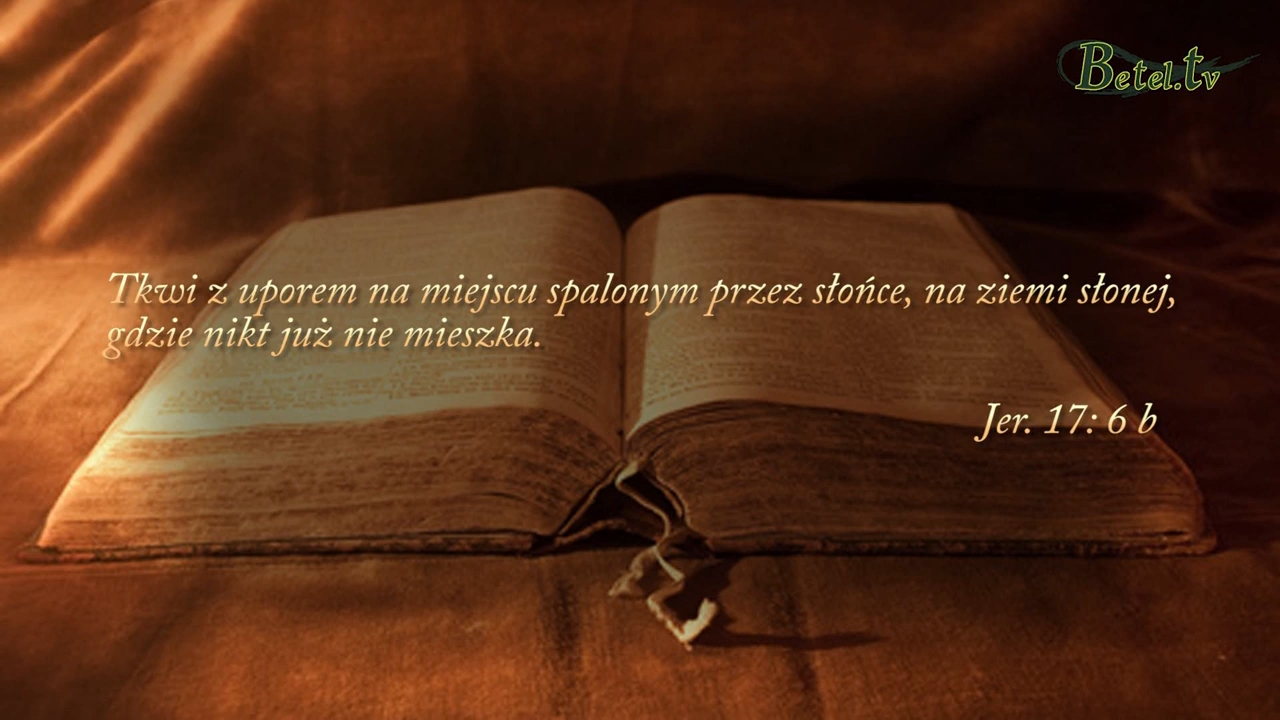 Betel.tv
Tkwi z uporem na miejscu spalonym przez słońce, na ziemi słonej,
gdzie nikt już nie mieszka.
Jer. 17: 6 b